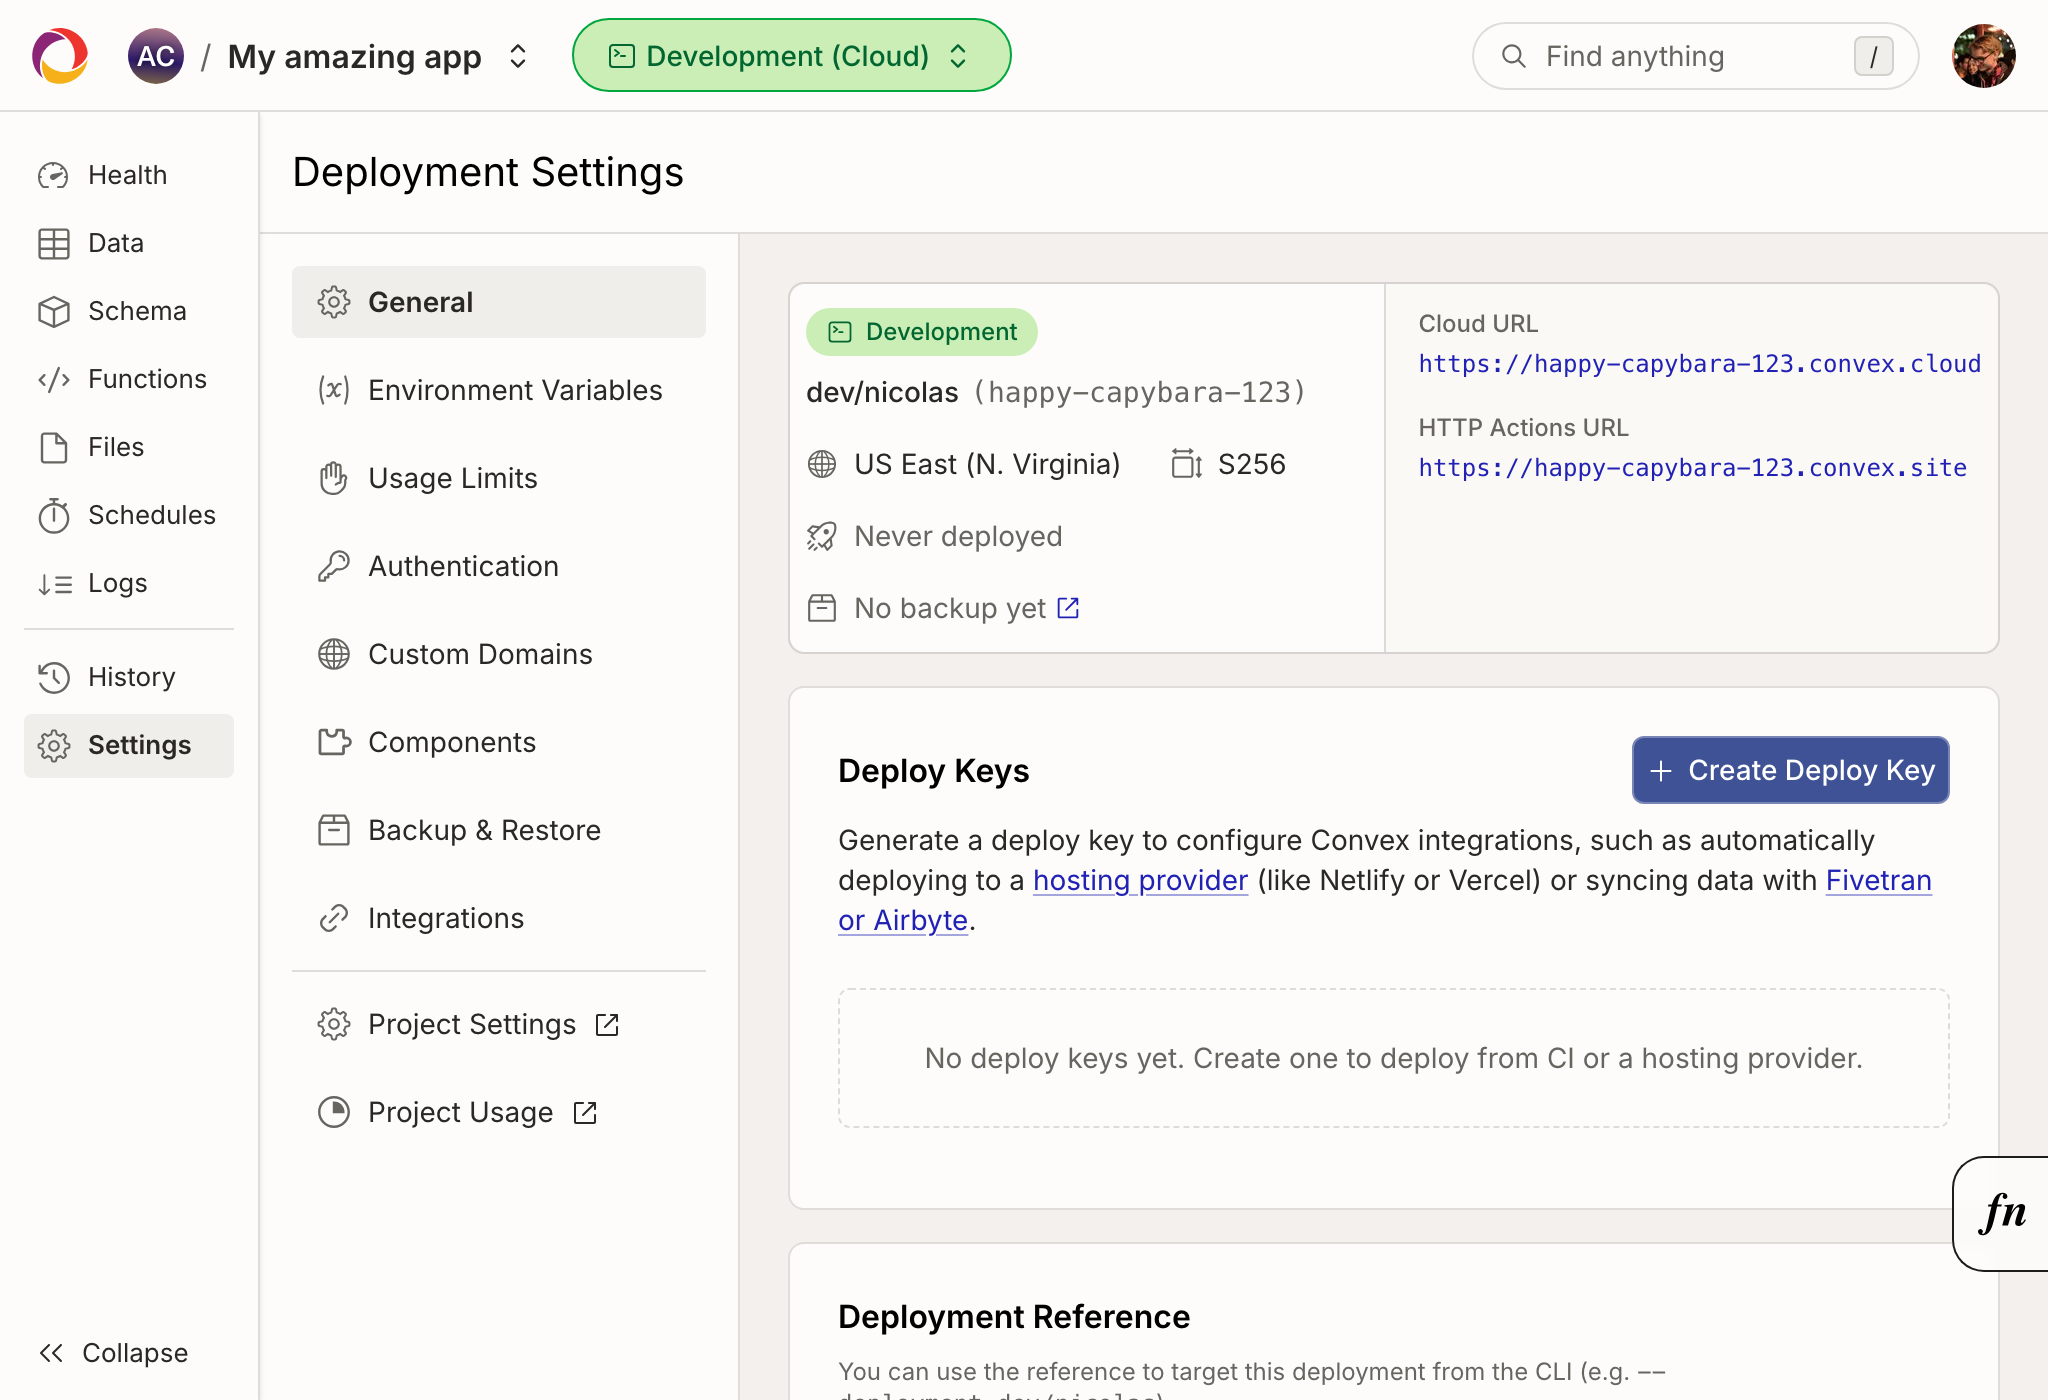 AC / My amazing app
Development (Cloud)
Find anything /
Health
Data
Schema
Functions
Files
Schedules
Logs
History
Settings
Collapse
Deployment Settings
General
Environment Variables
Usage Limits
Authentication
Custom Domains
Components
Backup & Restore
Integrations
Project Settings
Project Usage
Development
dev/nicolas (happy-capybara-123)
US East (N. Virginia) S256
Never deployed
No backup yet
Cloud URL
https://happy-capybara-123.convex.cloud
HTTP Actions URL
https://happy-capybara-123.convex.site
Deploy Keys
+ Create Deploy Key
Generate a deploy key to configure Convex integrations, such as automatically
deploying to a hosting provider (like Netlify or Vercel) or syncing data with Fivetran
or Airbyte.
No deploy keys yet. Create one to deploy from CI or a hosting provider.
fn
Deployment Reference
You can use the reference to target this deployment from the CLI (e.g. --
deployment dev/nicolas)